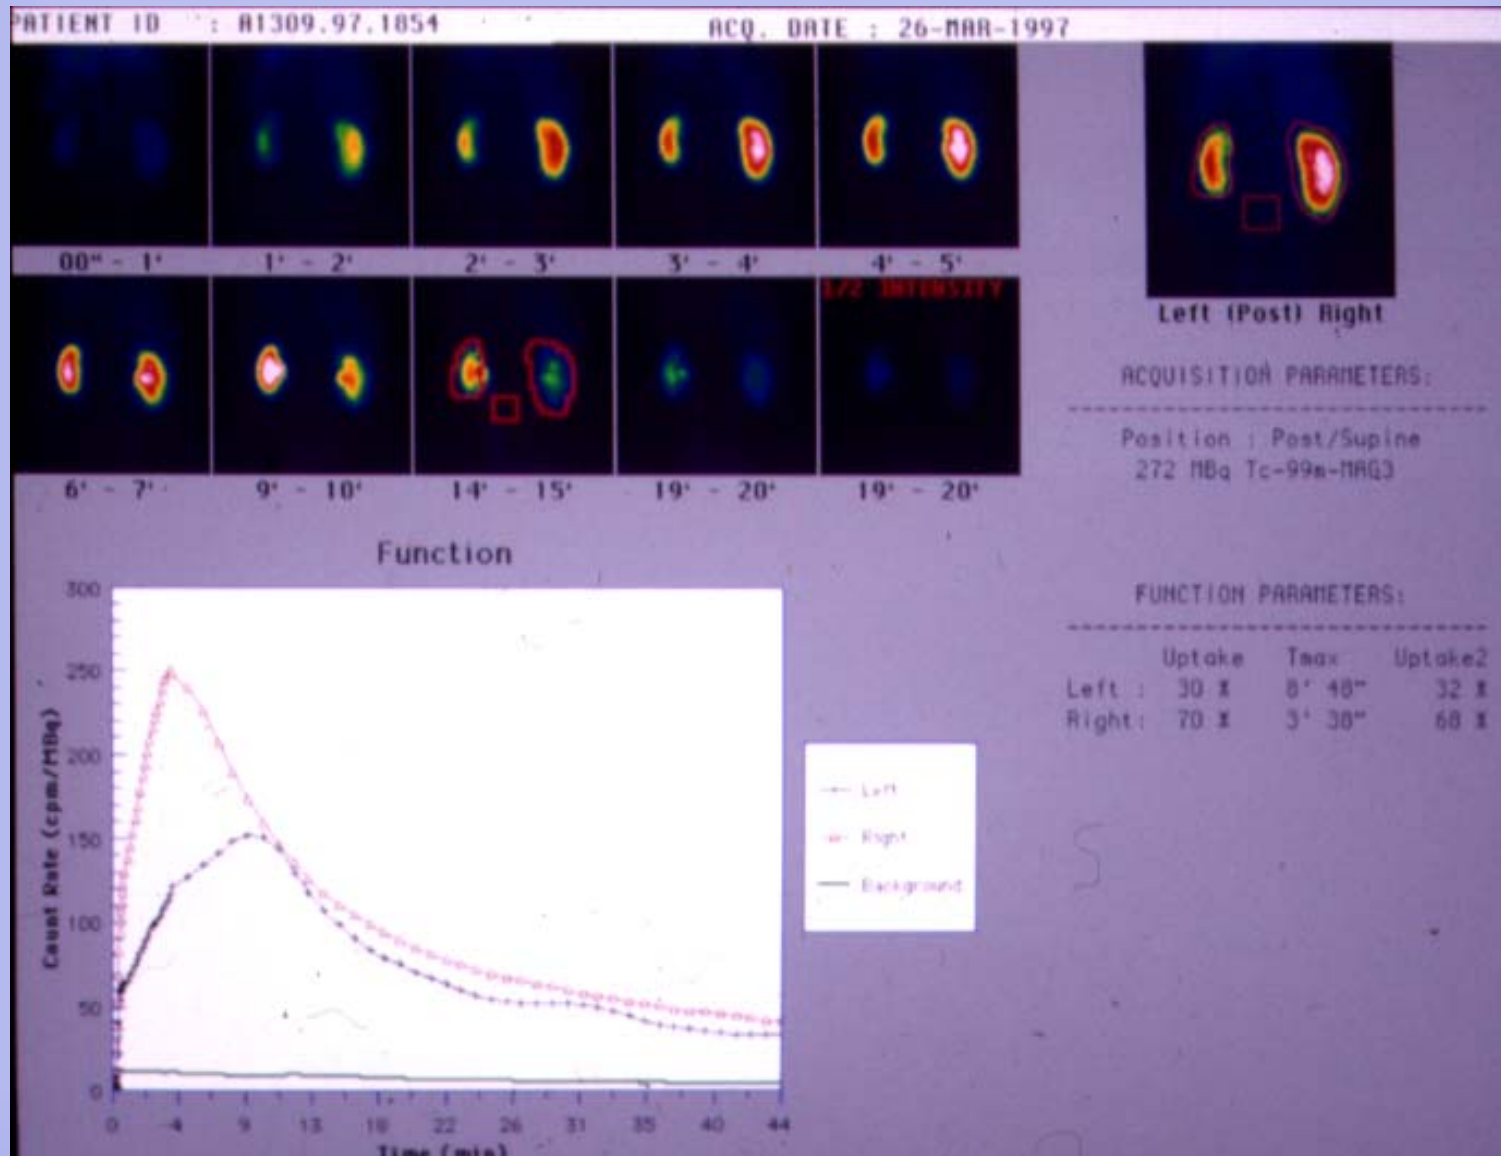 PATIENT ID : A1309.97.1854 ACQ. DATE : 26-MAR-1997
00" - 1' 1' - 2' 2' - 3' 3' - 4' 4' - 5'
1/2 INTENSITY
6' - 7' 9' - 10' 14' - 15' 19' - 20' 19' - 20'
Left (Post) Right
ACQUISITION PARAMETERS:
Position : Post/Supine
272 MBq Tc-99m-MAG3
Function
Count Rate (cpm/MBq)
300
250
200
150
100
50
0
0 4 9 13 18 22 26 31 35 40 44
Time (min)
Left
Right
Background
FUNCTION PARAMETERS:
Uptake Tmax Uptake2
Left : 30 % 8' 48" 32 %
Right: 70 % 3' 38" 68 %